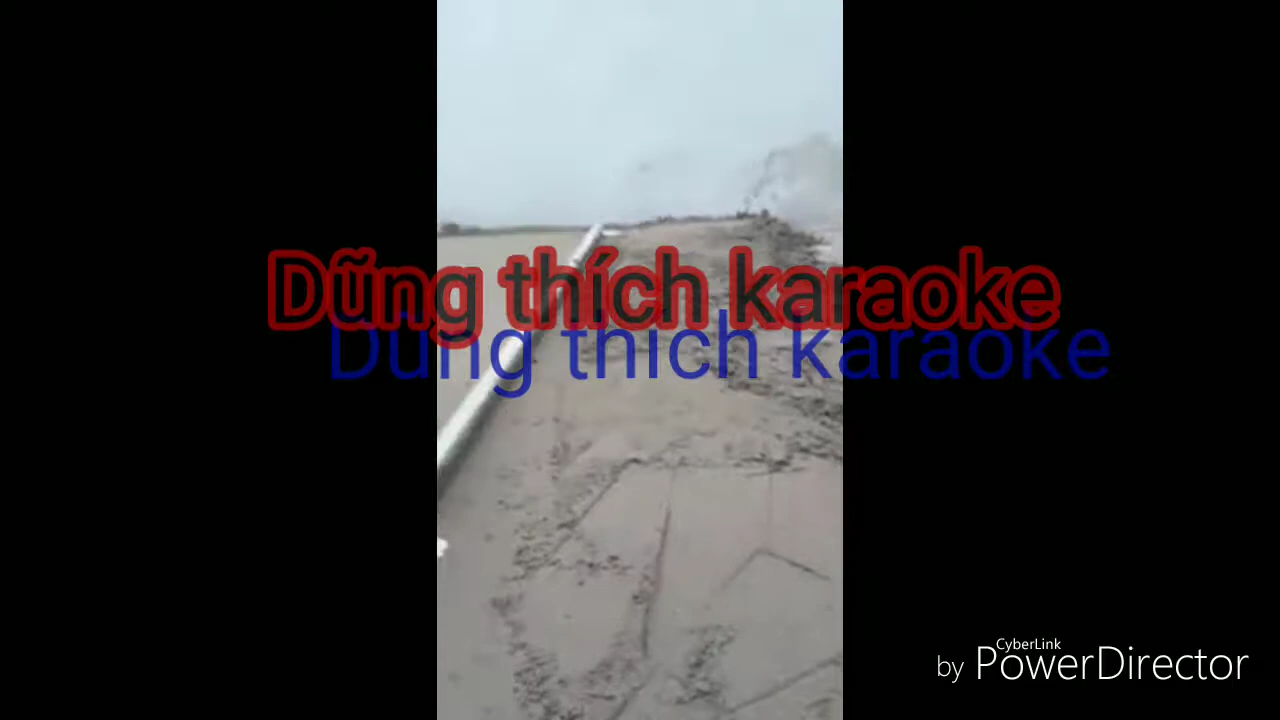 Dũng thích karaoke
Dũng thích karaoke
CyberLink
by PowerDirector